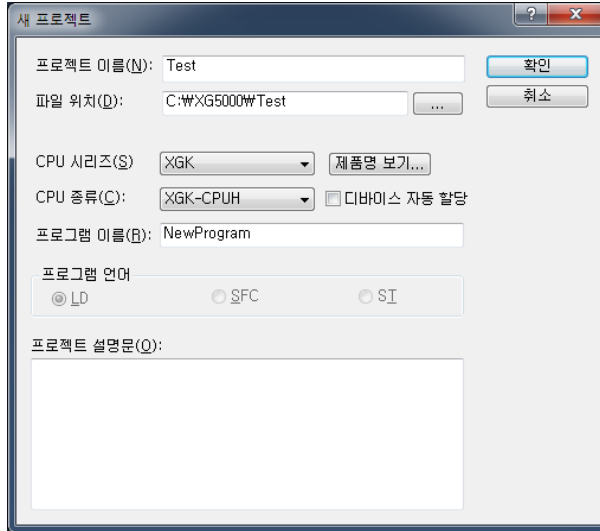 새 프로젝트
프로젝트 이름(N): Test 확인
파일 위치(D): C:₩XG5000₩Test ... 취소
CPU 시리즈(S) XGK 제품명 보기...
CPU 종류(C): XGK-CPUH 디바이스 자동 할당
프로그램 이름(R): NewProgram
프로그램 언어
LD SFC ST
프로젝트 설명문(O):